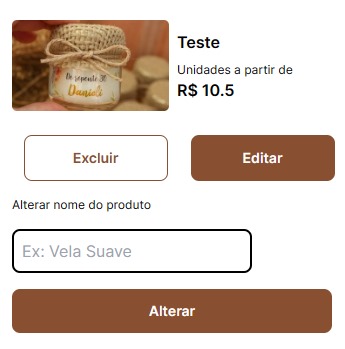 De repente 30
Danieli
Teste
Unidades a partir de
R$ 10.5
Excluir
Editar
Alterar nome do produto
Ex: Vela Suave
Alterar